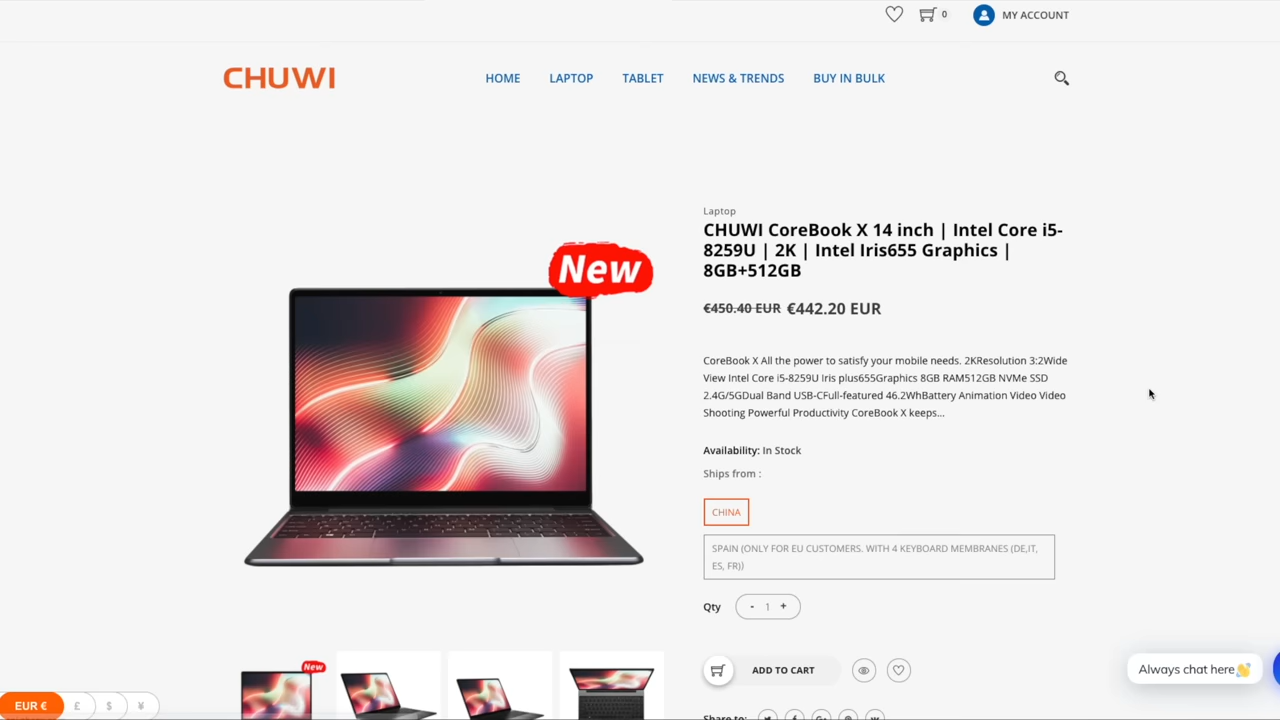 0
MY ACCOUNT
CHUWI
HOME
LAPTOP
TABLET
NEWS & TRENDS
BUY IN BULK
New
Laptop
CHUWI CoreBook X 14 inch | Intel Core i5-
8259U | 2K | Intel Iris655 Graphics |
8GB+512GB
€450.40 EUR €442.20 EUR
CoreBook X All the power to satisfy your mobile needs. 2KResolution 3:2Wide
View Intel Core i5-8259U Iris plus655Graphics 8GB RAM512GB NVMe SSD
2.4G/5GDual Band USB-CFull-featured 46.2WhBattery Animation Video Video
Shooting Powerful Productivity CoreBook X keeps...
Availability: In Stock
Ships from :
CHINA
SPAIN (ONLY FOR EU CUSTOMERS. WITH 4 KEYBOARD MEMBRANES (DE,IT,
ES, FR))
Qty - 1 +
ADD TO CART
New
Always chat here👋
EUR € £ $ ¥
Share to: